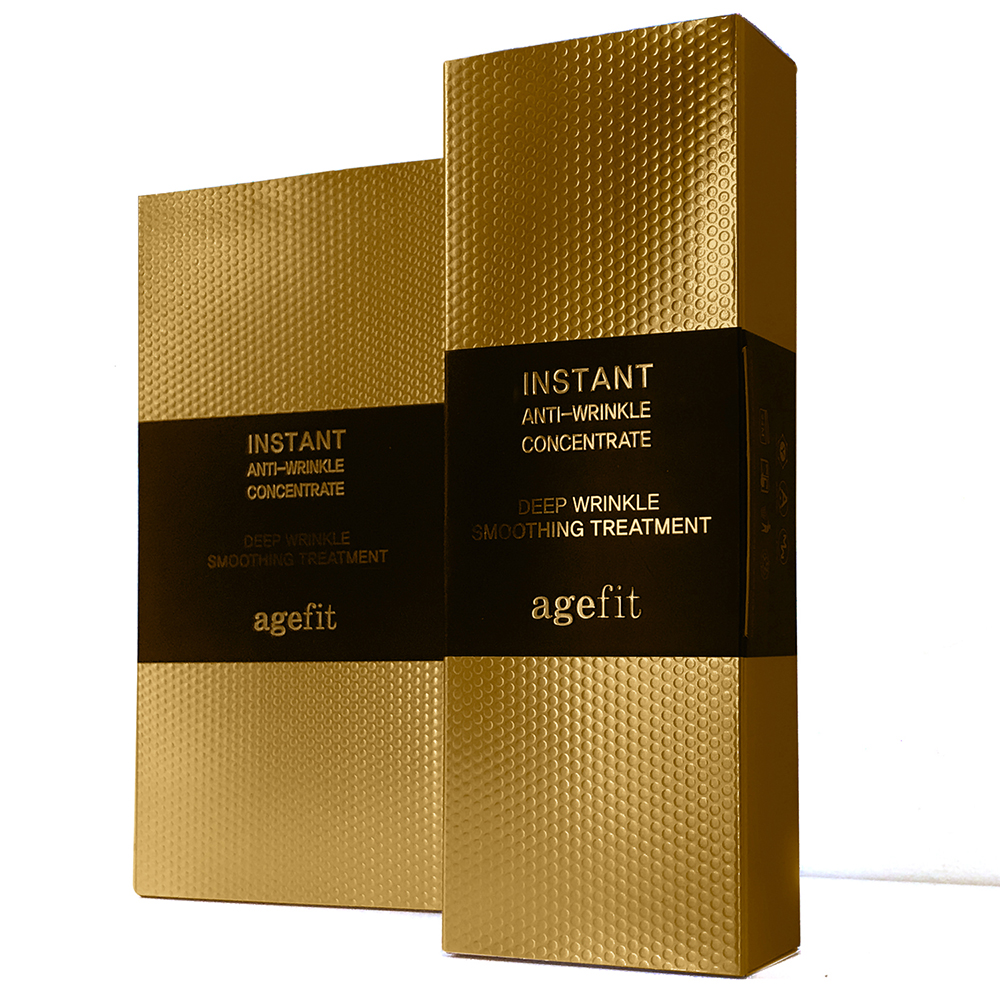 INSTANT
ANTI-WRINKLE
CONCENTRATE
DEEP WRINKLE
SMOOTHING TREATMENT
agefit
INSTANT
ANTI-WRINKLE
CONCENTRATE
DEEP WRINKLE
SMOOTHING TREATMENT
agefit